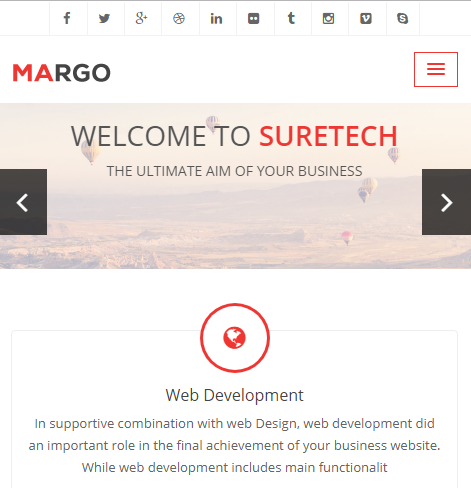 MARGO
WELCOME TO SURETECH
THE ULTIMATE AIM OF YOUR BUSINESS
Web Development
In supportive combination with web Design, web development did
an important role in the final achievement of your business website.
While web development includes main functionalit